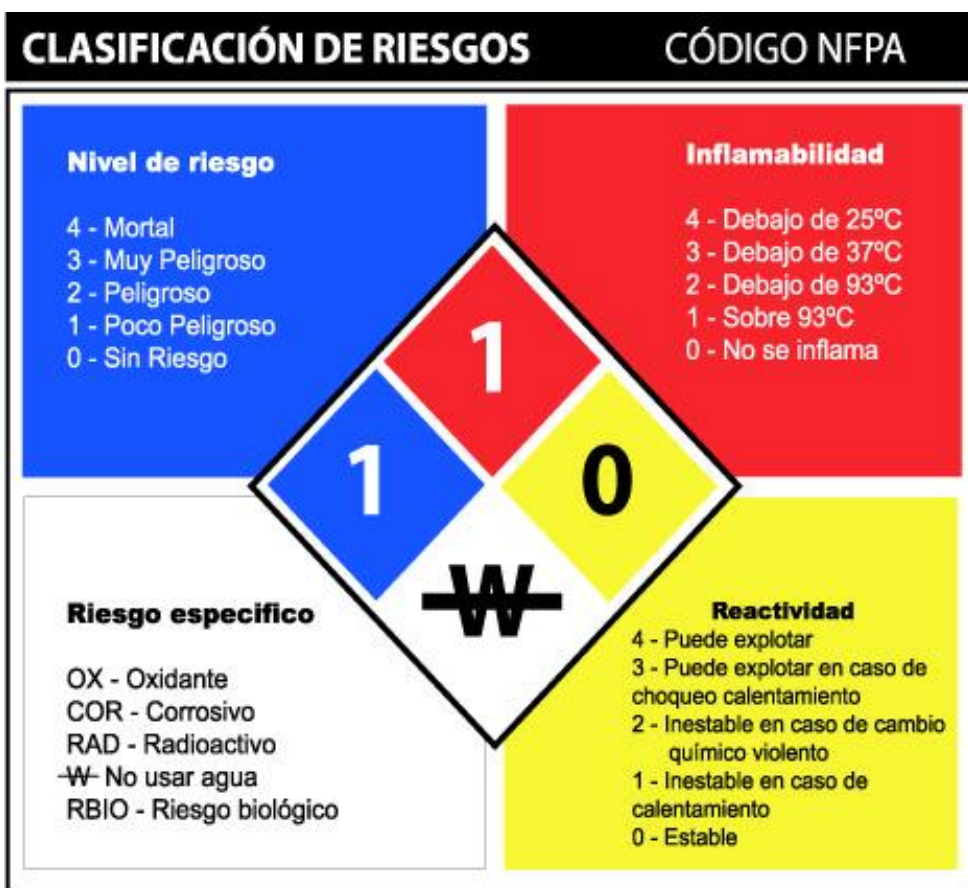 CLASIFICACIÓN DE RIESGOS CÓDIGO NFPA
Nivel de riesgo
4 - Mortal
3 - Muy Peligroso
2 - Peligroso
1 - Poco Peligroso
0 - Sin Riesgo
Inflamabilidad
4 - Debajo de 25ºC
3 - Debajo de 37ºC
2 - Debajo de 93ºC
1 - Sobre 93ºC
0 - No se inflama
1
1
0
W
Riesgo especifico
OX - Oxidante
COR - Corrosivo
RAD - Radioactivo
W No usar agua
RBIO - Riesgo biológico
Reactividad
4 - Puede explotar
3 - Puede explotar en caso de
choqueo calentamiento
2 - Inestable en caso de cambio
químico violento
1 - Inestable en caso de
calentamiento
0 - Estable